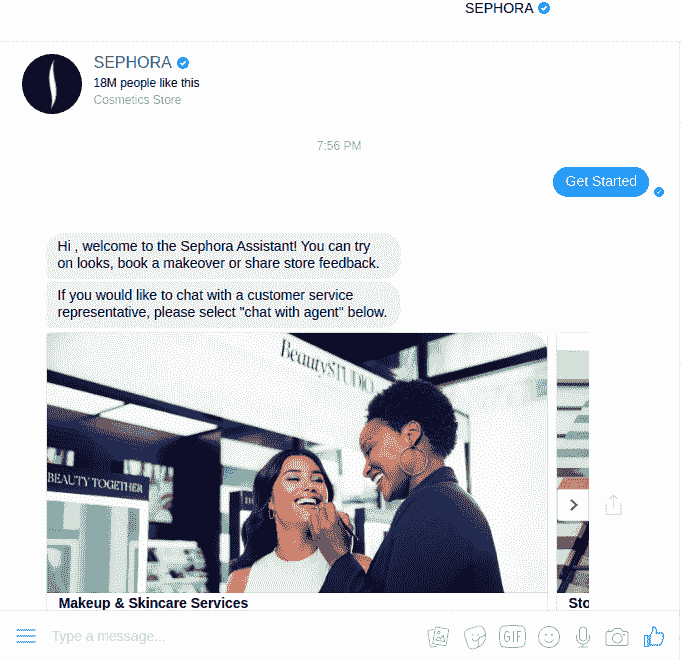 SEPHORA
SEPHORA
18M people like this
Cosmetics Store
7:56 PM
Get Started
Hi , welcome to the Sephora Assistant! You can try
on looks, book a makeover or share store feedback.
If you would like to chat with a customer service
representative, please select "chat with agent" below.
BeautySTUDIO
BEAUTY TOGETHER
Makeup & Skincare Services
Sto
Type a message...
GIF